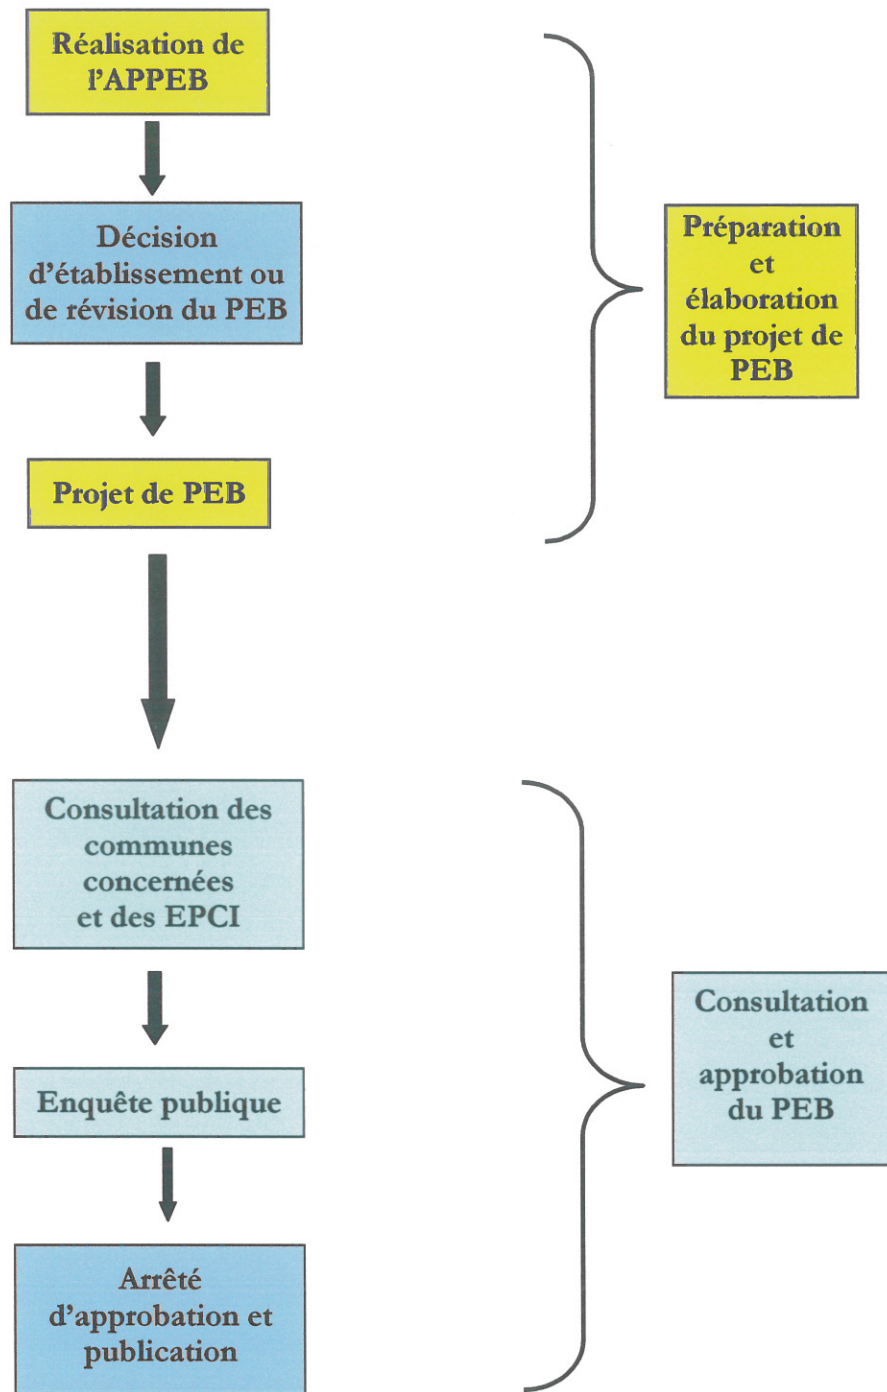 Réalisation de
l'APPEB
Décision
d'établissement ou
de révision du PEB
Projet de PEB
Préparation
et
élaboration
du projet de
PEB
Consultation des
communes
concernées
et des EPCI
Enquête publique
Arrêté
d'approbation et
publication
Consultation
et
approbation
du PEB